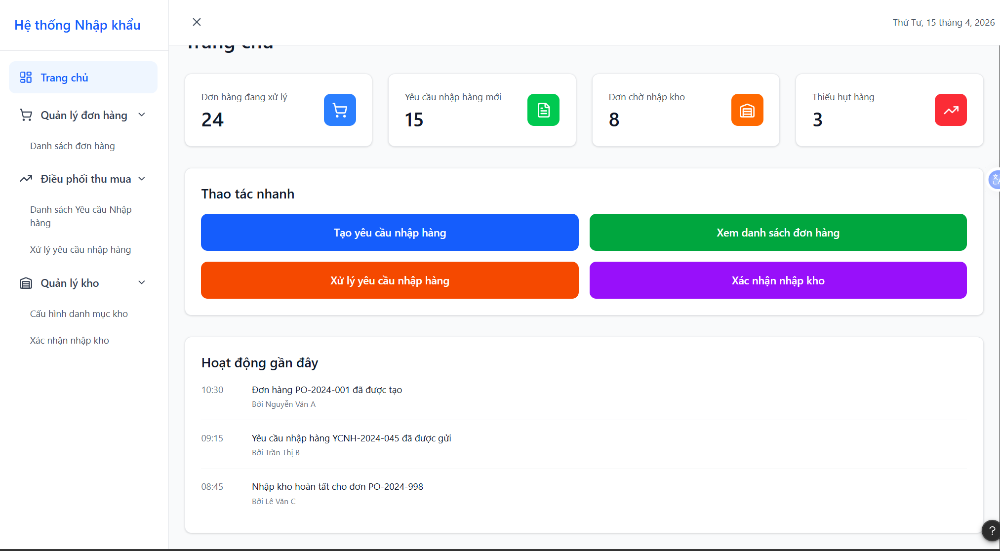 Hệ thống Nhập khẩu
Thứ Tư, 15 tháng 4, 2026
Trang chủ
Quản lý đơn hàng
Danh sách đơn hàng
Điều phối thu mua
Danh sách Yêu cầu Nhập
hàng
Xử lý yêu cầu nhập hàng
Quản lý kho
Cấu hình danh mục kho
Xác nhận nhập kho
Trang chủ
Đơn hàng đang xử lý
24
Yêu cầu nhập hàng mới
15
Đơn chờ nhập kho
8
Thiếu hụt hàng
3
Thao tác nhanh
Tạo yêu cầu nhập hàng
Xem danh sách đơn hàng
Xử lý yêu cầu nhập hàng
Xác nhận nhập kho
Hoạt động gần đây
10:30
Đơn hàng PO-2024-001 đã được tạo
Bởi Nguyễn Văn A
09:15
Yêu cầu nhập hàng YCNH-2024-045 đã được gửi
Bởi Trần Thị B
08:45
Nhập kho hoàn tất cho đơn PO-2024-998
Bởi Lê Văn C
?